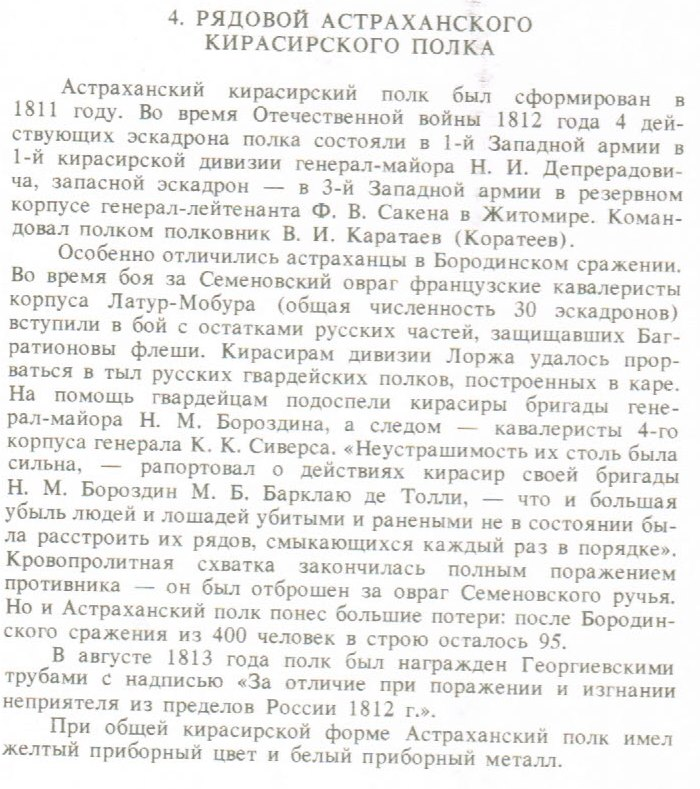 4. РЯДОВОЙ АСТРАХАНСКОГО
КИРАСИРСКОГО ПОЛКА
Астраханский кирасирский полк был сформирован в
1811 году. Во время Отечественной войны 1812 года 4 дей-
ствующих эскадрона полка состояли в 1-й Западной армии в
1-й кирасирской дивизии генерал-майора Н. И. Депрерадови-
ча, запасной эскадрон — в 3-й Западной армии в резервном
корпусе генерал-лейтенанта Ф. В. Сакена в Житомире. Коман-
довал полком полковник В. И. Каратаев (Коратеев).
Особенно отличились астраханцы в Бородинском сражении.
Во время боя за Семеновский овраг французские кавалеристы
корпуса Латур-Мобура (общая численность 30 эскадронов)
вступили в бой с остатками русских частей, защищавших Баг-
ратионовы флеши. Кирасирам дивизии Лоржа удалось прор-
ваться в тыл русских гвардейских полков, построенных в каре.
На помощь гвардейцам подоспели кирасиры бригады гене-
рал-майора Н. М. Бороздина, а следом — кавалеристы 4-го
корпуса генерала К. К. Сиверса. «Неустрашимость их столь была
сильна, — рапортовал о действиях кирасир своей бригады
Н. М. Бороздин М. Б. Барклаю де Толли, — что и большая
убыль людей и лошадей убитыми и ранеными не в состоянии бы-
ла расстроить их рядов, смыкающихся каждый раз в порядке».
Кровопролитная схватка закончилась полным поражением
противника — он был отброшен за овраг Семеновского ручья.
Но и Астраханский полк понес большие потери: после Бородин-
ского сражения из 400 человек в строю осталось 95.
В августе 1813 года полк был награжден Георгиевскими
трубами с надписью «За отличие при поражении и изгнании
неприятеля из пределов России 1812 г.».
При общей кирасирской форме Астраханский полк имел
желтый приборный цвет и белый приборный металл.